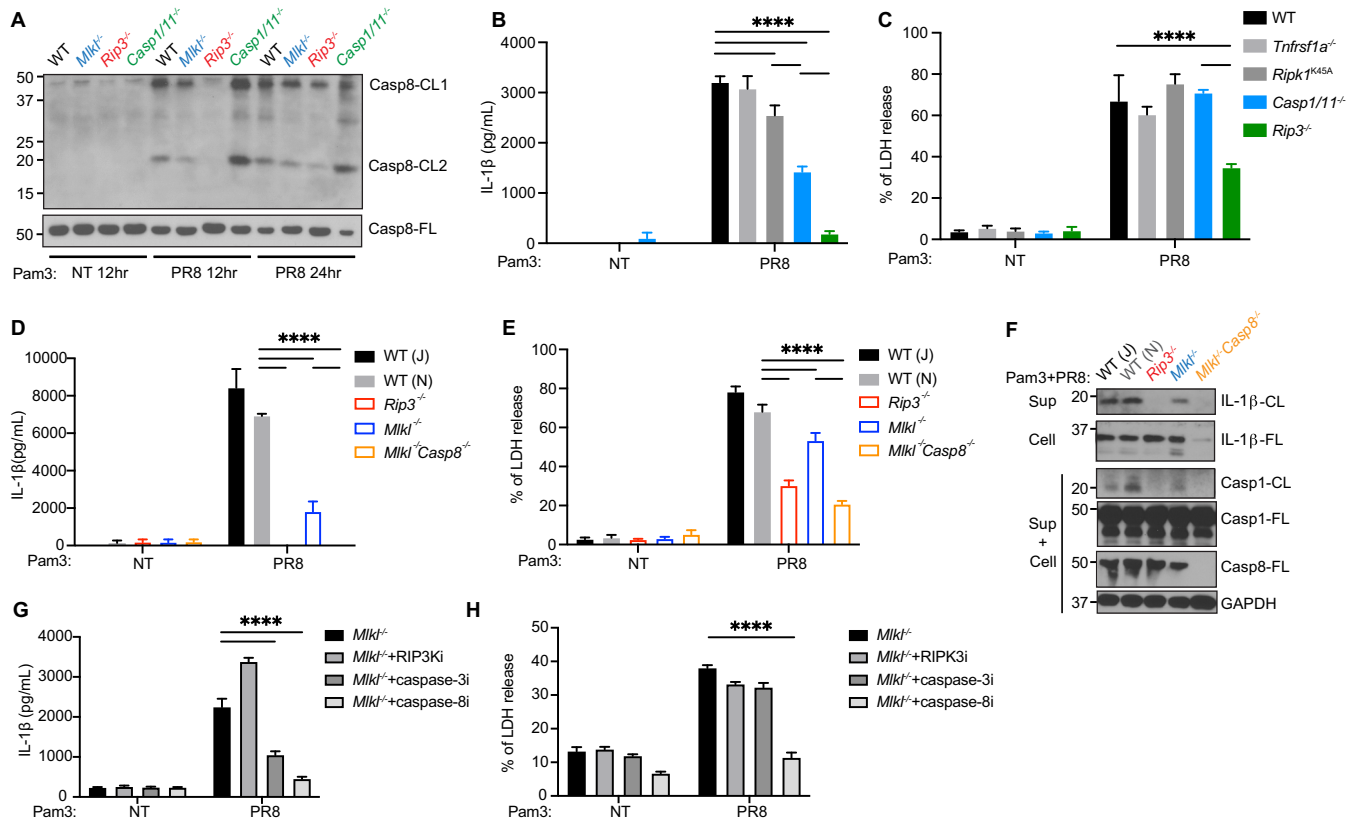 A
WT
Mlkl-/-
Rip3-/-
Casp1/11-/-
WT
Mlkl-/-
Rip3-/-
Casp1/11-/-
WT
Mlkl-/-
Rip3-/-
Casp1/11-/-
50
37
25
20
15
50
Casp8-CL1
Casp8-CL2
Casp8-FL
Pam3: NT 12hr PR8 12hr PR8 24hr
B
****
IL-1β (pg/mL)
4000
3000
2000
1000
0
Pam3: NT PR8
C
****
% of LDH release
100
80
60
40
20
0
Pam3: NT PR8
WT
Tnfrsf1a-/-
Ripk1K45A
Casp1/11-/-
Rip3-/-
D
****
IL-1β(pg/mL)
10000
8000
6000
4000
2000
0
Pam3: NT PR8
WT (J)
WT (N)
Rip3-/-
Mlkl-/-
Mlkl-/-Casp8-/-
E
****
% of LDH release
100
80
60
40
20
0
Pam3: NT PR8
WT (J)
WT (N)
Rip3-/-
Mlkl-/-
Mlkl-/-Casp8-/-
F
WT (J)
WT (N)
Rip3-/-
Mlkl-/-
Mlkl-/-Casp8-/-
Pam3+PR8:
Sup 20 IL-1β-CL
Cell 37 IL-1β-FL
20 Casp1-CL
50 Casp1-FL
Sup
+
Cell
50 Casp8-FL
37 GAPDH
G
****
IL-1β (pg/mL)
4000
3000
2000
1000
0
Pam3: NT PR8
Mlkl-/-
Mlkl-/-+RIP3Ki
Mlkl-/-+caspase-3i
Mlkl-/-+caspase-8i
H
****
% of LDH release
50
40
30
20
10
0
Pam3: NT PR8
Mlkl-/-
Mlkl-/-+RIPK3i
Mlkl-/-+caspase-3i
Mlkl-/-+caspase-8i